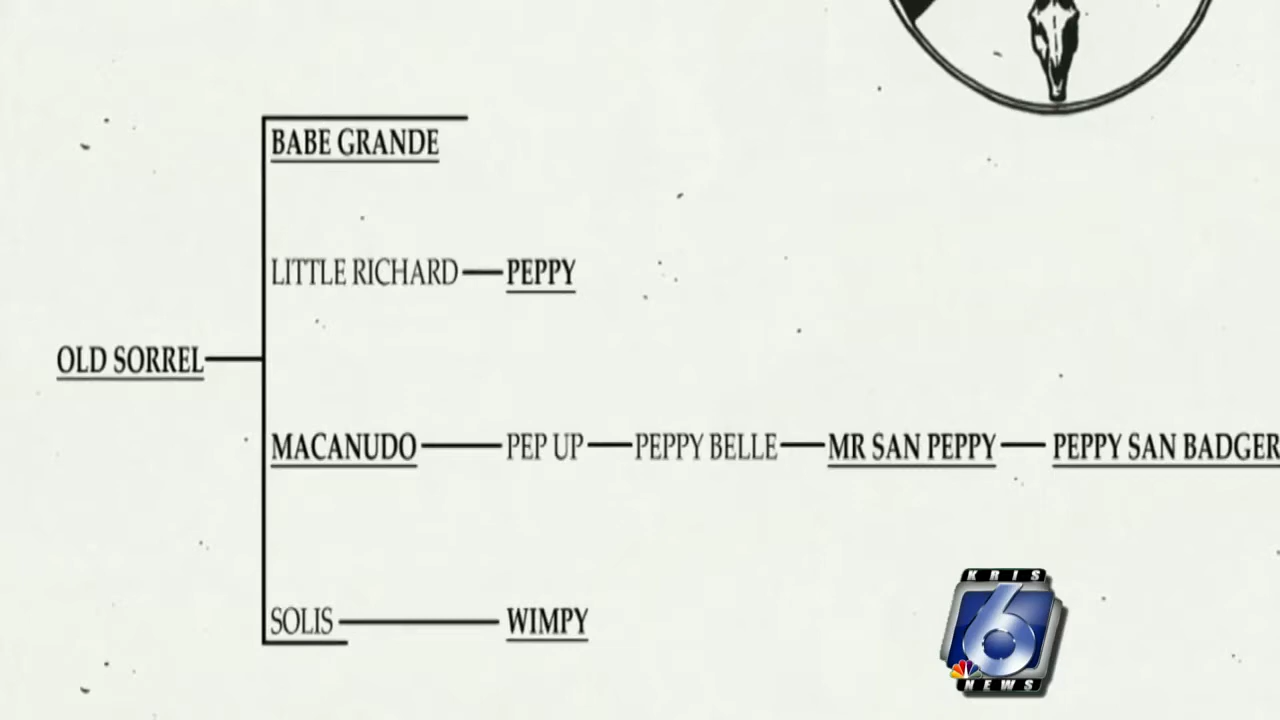 BABE GRANDE
LITTLE RICHARD PEPPY
OLD SORREL
MACANUDO PEP UP PEPPY BELLE MR SAN PEPPY PEPPY SAN BADGER
SOLIS WIMPY
KRIS
6
NEWS